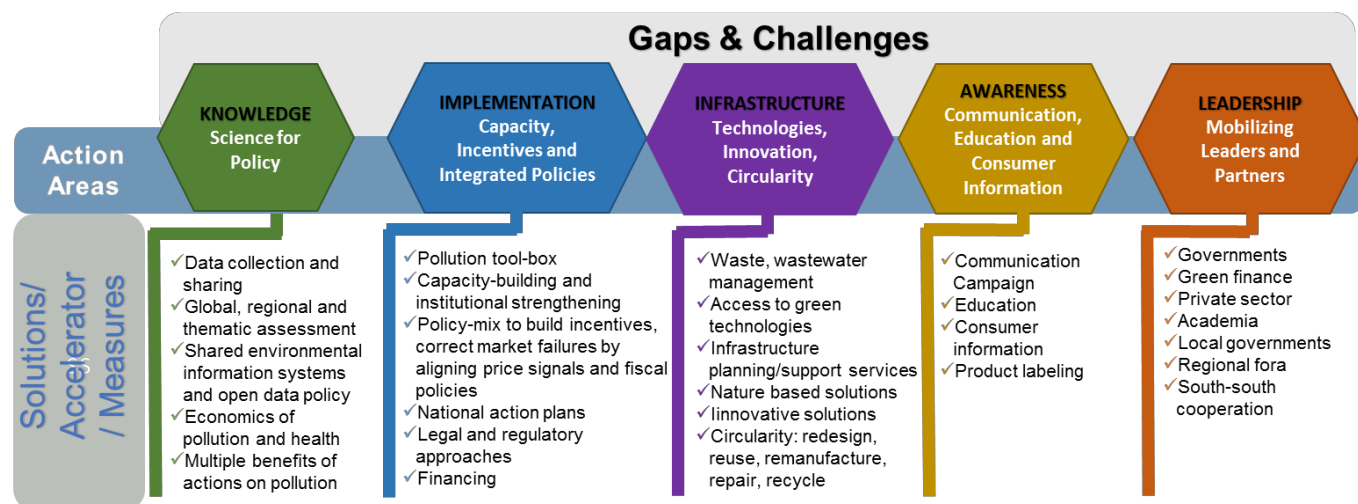 Gaps & Challenges
Action
Areas
KNOWLEDGE
Science for
Policy
IMPLEMENTATION
Capacity,
Incentives and
Integrated Policies
INFRASTRUCTURE
Technologies,
Innovation,
Circularity
AWARENESS
Communication,
Education and
Consumer
Information
LEADERSHIP
Mobilizing
Leaders and
Partners
Solutions/
Accelerator
/ Measures
✓Data collection and
sharing
✓Global, regional and
thematic assessment
✓Shared environmental
information systems
and open data policy
✓Economics of
pollution and health
✓Multiple benefits of
actions on pollution
✓Pollution tool-box
✓Capacity-building and
institutional strengthening
✓Policy-mix to build incentives,
correct market failures by
aligning price signals and fiscal
policies
✓National action plans
✓Legal and regulatory
approaches
✓Financing
✓Waste, wastewater
management
✓Access to green
technologies
✓Infrastructure
planning/support services
✓Nature based solutions
✓Iinnovative solutions
✓Circularity: redesign,
reuse, remanufacture,
repair, recycle
✓Communication
Campaign
✓Education
✓Consumer
information
✓Product labeling
✓Governments
✓Green finance
✓Private sector
✓Academia
✓Local governments
✓Regional fora
✓South-south
cooperation